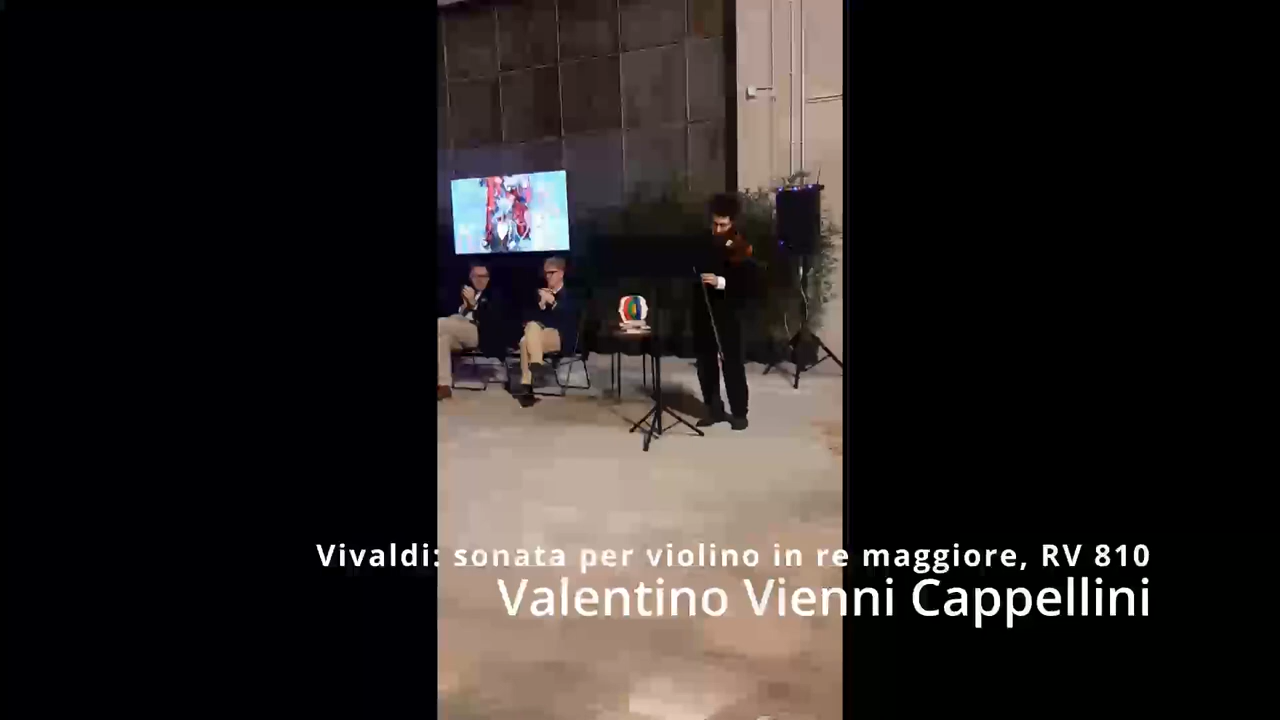 Vivaldi: sonata per violino in re maggiore, RV 810
Valentino Vienni Cappellini